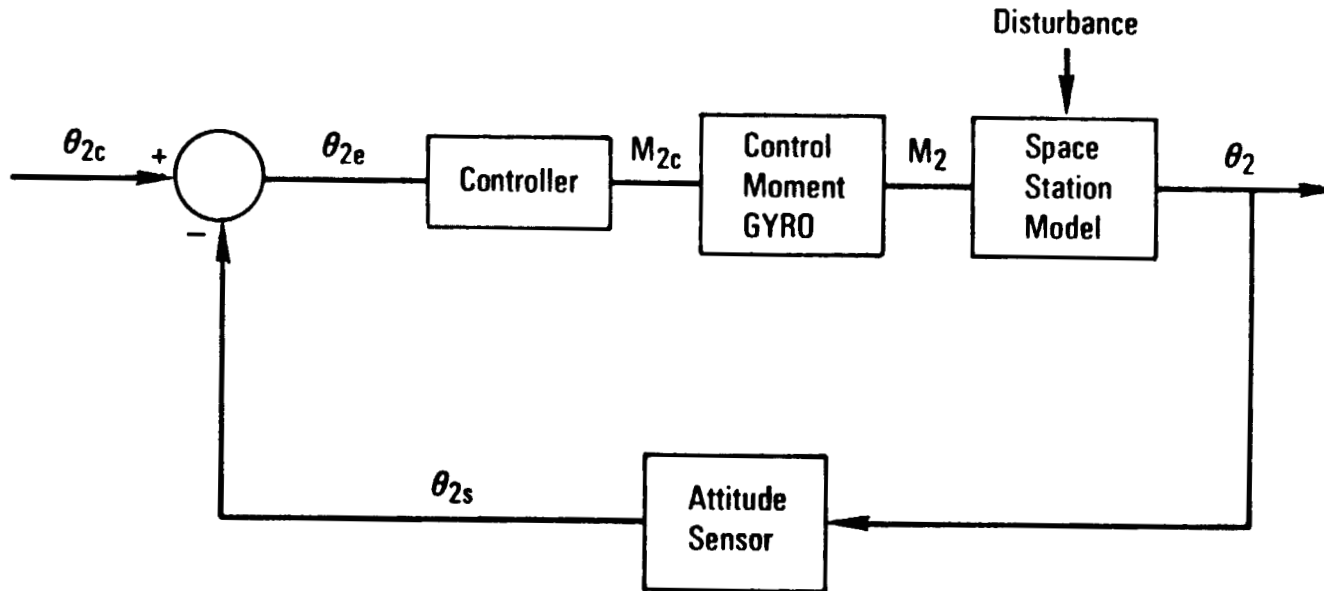 Disturbance
θ2c
+
−
θ2e
Controller
M2c
Control
Moment
GYRO
M2
Space
Station
Model
θ2
θ2s
Attitude
Sensor